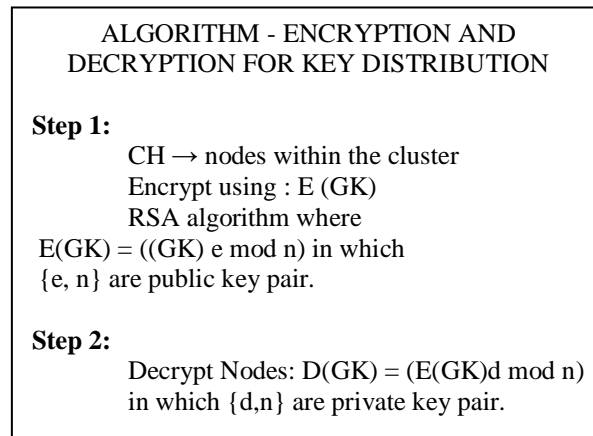 ALGORITHM - ENCRYPTION AND
DECRYPTION FOR KEY DISTRIBUTION
Step 1:
CH → nodes within the cluster
Encrypt using : E (GK)
RSA algorithm where
E(GK) = ((GK) e mod n) in which
{e, n} are public key pair.
Step 2:
Decrypt Nodes: D(GK) = (E(GK)d mod n)
in which {d,n} are private key pair.